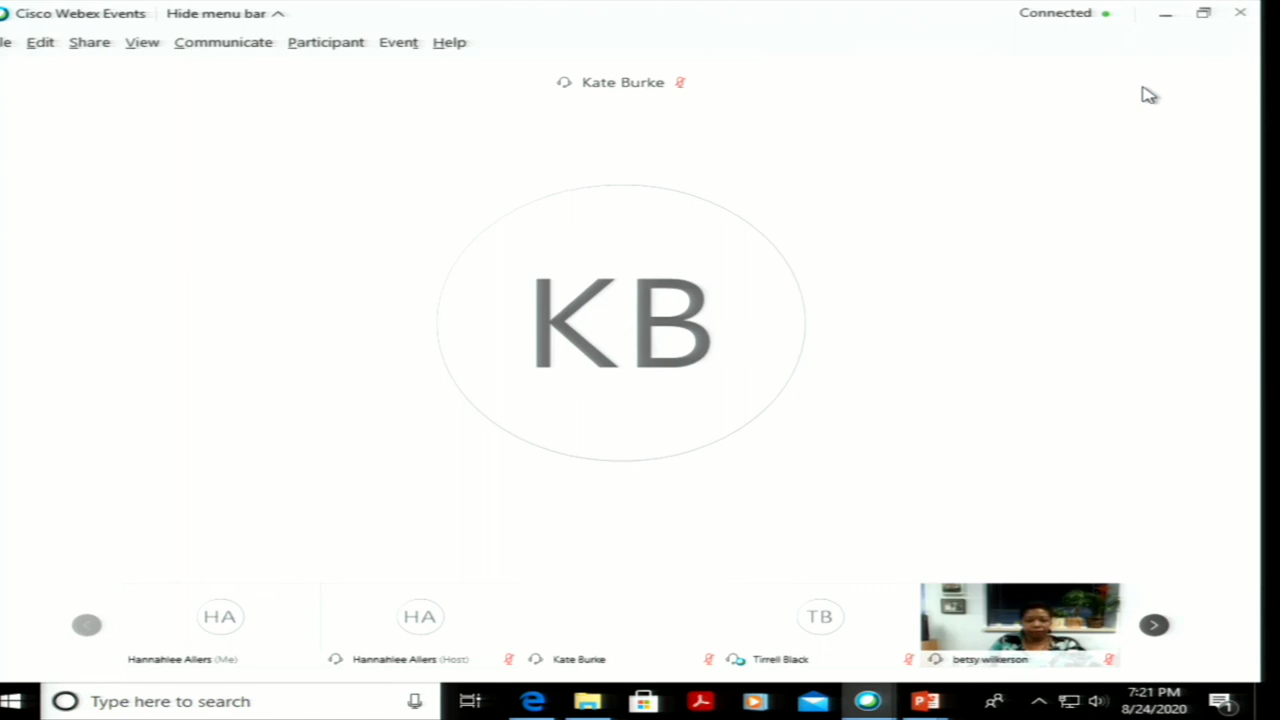 Cisco Webex Events Hide menu bar Connected
le Edit Share View Communicate Participant Event Help
Kate Burke
KB
HA HA TB
Hannahlee Allers (Me) Hannahlee Allers (Host) Kate Burke Tirrell Black betsy wilkerson
Type here to search
7:21 PM
8/24/2020
1